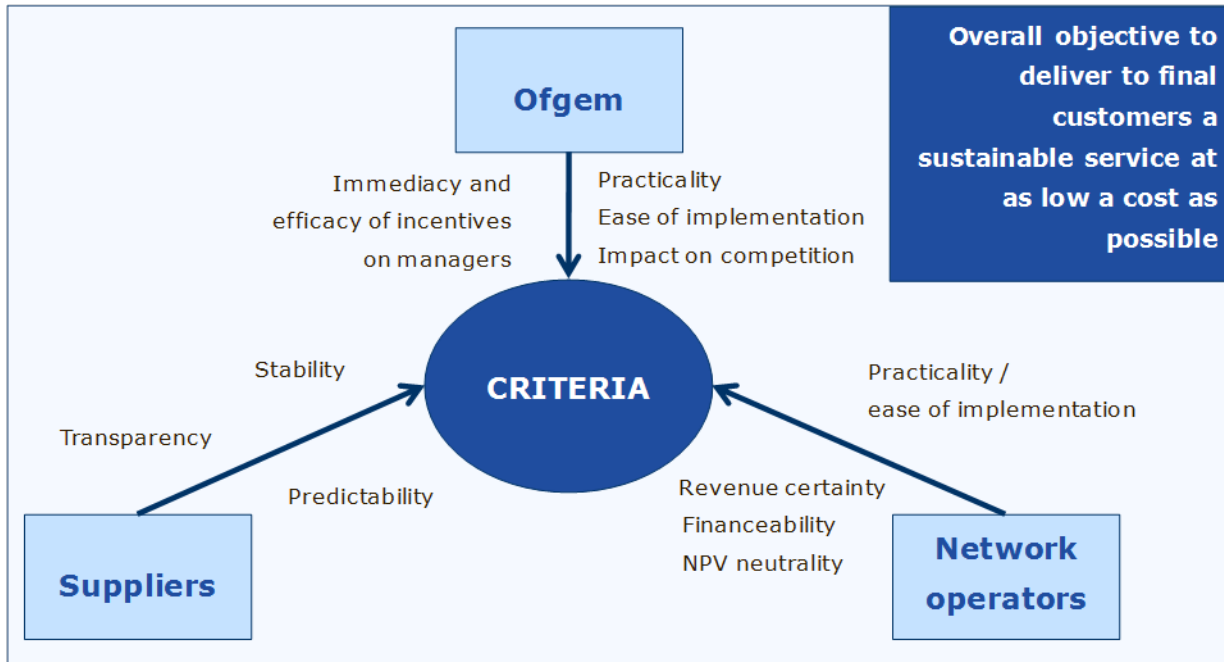 Overall objective to
deliver to final
customers a
sustainable service at
as low a cost as
possible
Ofgem
Immediacy and
efficacy of incentives
on managers
Practicality
Ease of implementation
Impact on competition
Stability
Transparency
Predictability
CRITERIA
Practicality /
ease of implementation
Revenue certainty
Financeability
NPV neutrality
Suppliers
Network
operators